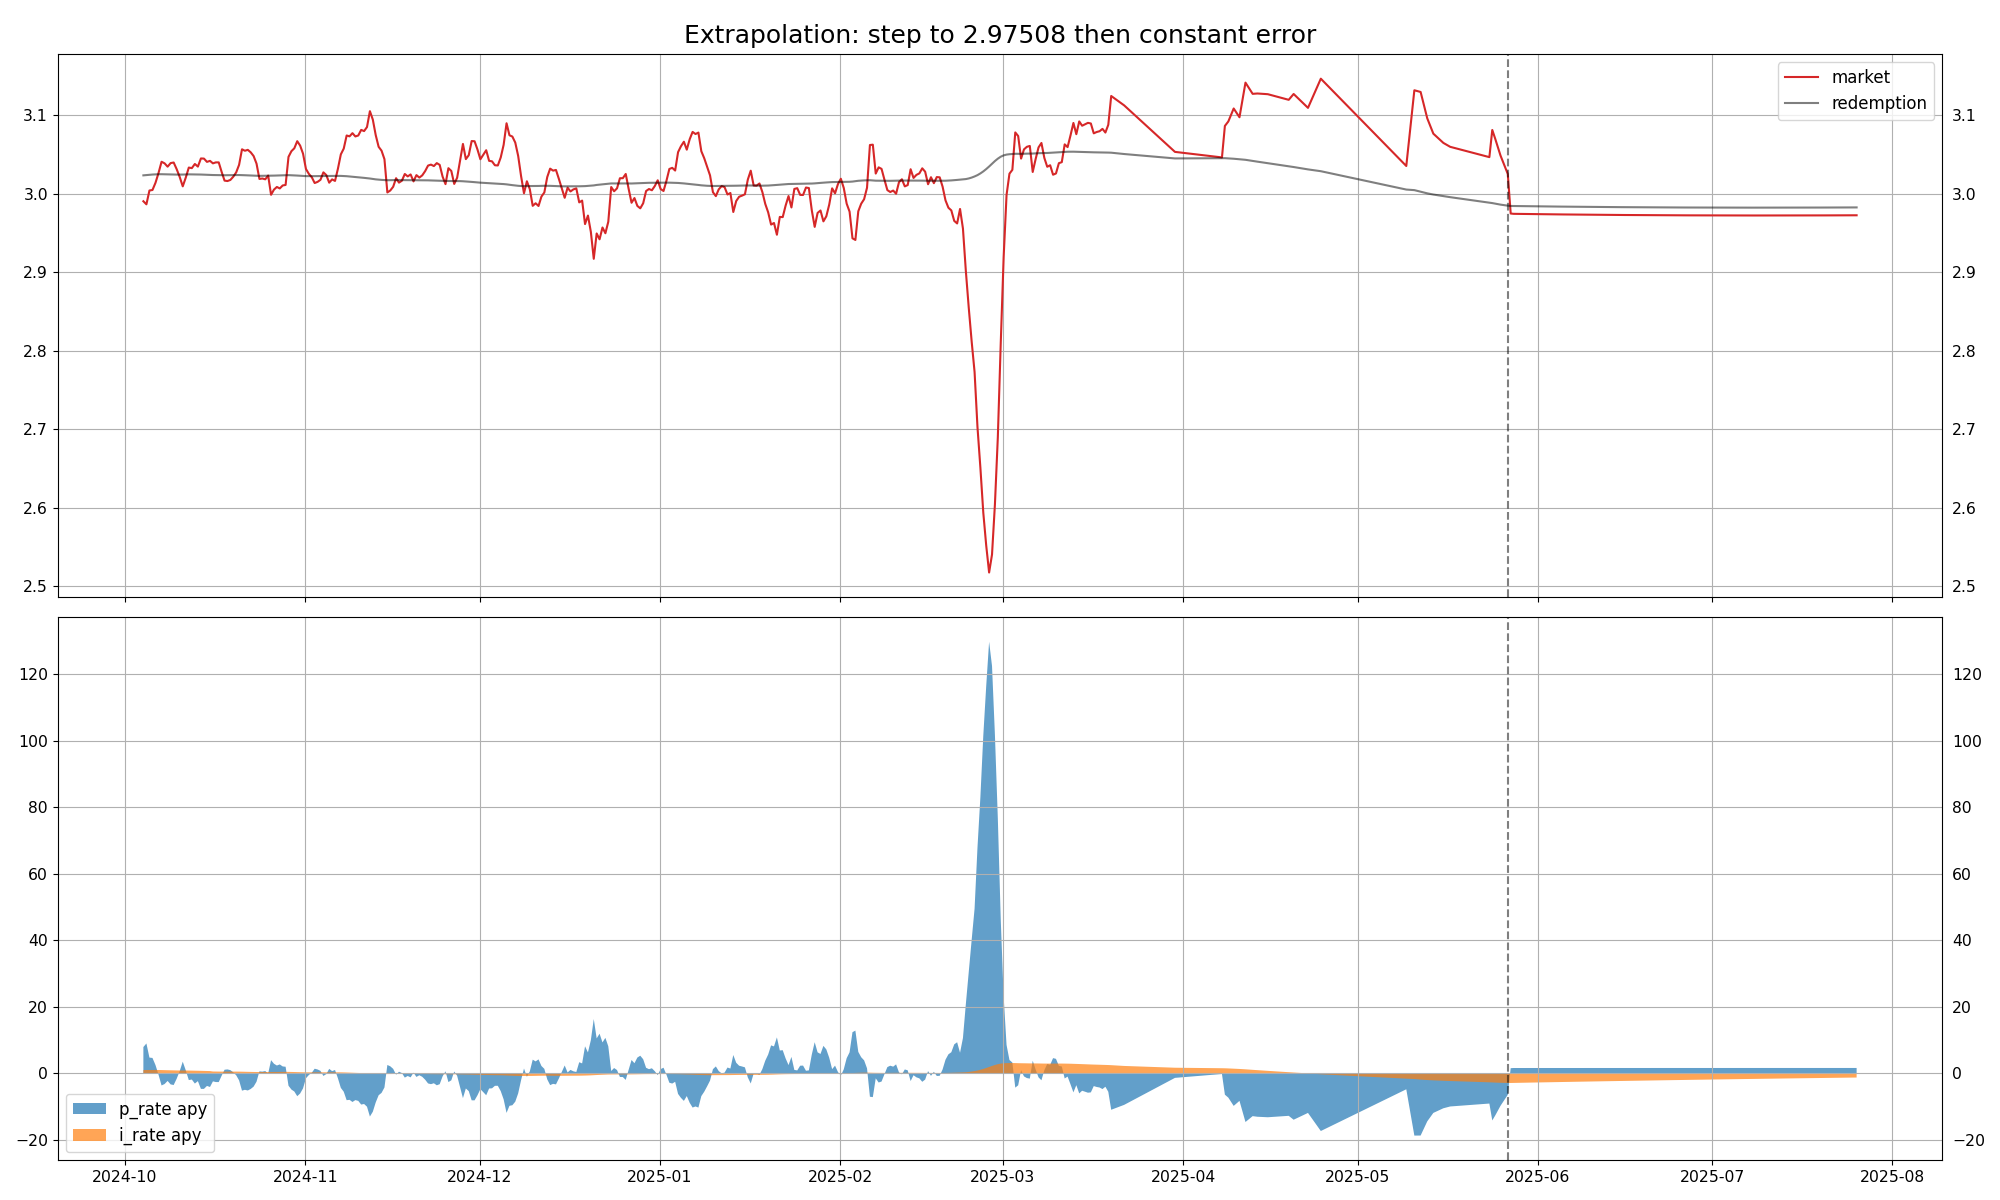 Extrapolation: step to 2.97508 then constant error
market
redemption
3.1 3.1
3.0 3.0
2.9 2.9
2.8 2.8
2.7 2.7
2.6 2.6
2.5 2.5
120 120
100 100
80 80
60 60
40 40
20 20
0 0
−20 −20
p_rate apy
i_rate apy
2024-10 2024-11 2024-12 2025-01 2025-02 2025-03 2025-04 2025-05 2025-06 2025-07 2025-08